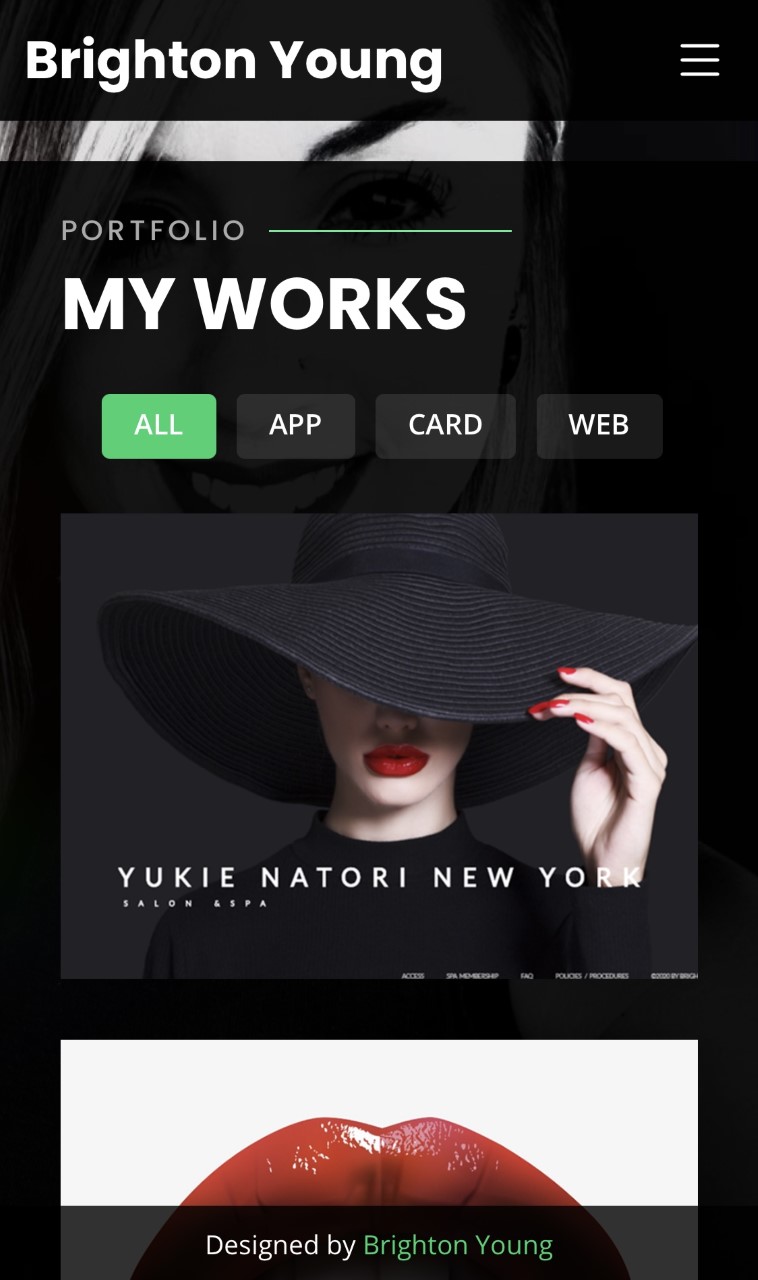 Brighton Young
PORTFOLIO
MY WORKS
ALL APP CARD WEB
YUKIE NATORI NEW YORK
SALON &SPA
ACCESS SPA MEMBERSHIP FAQ POLICIES / PROCEDURES ©2020 BY
Designed by Brighton Young